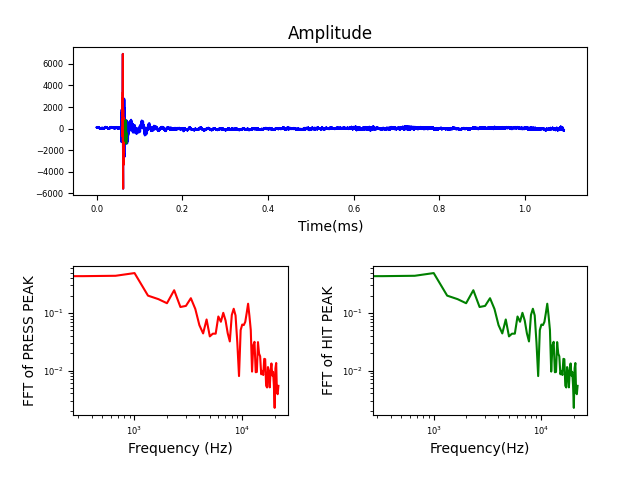 Amplitude
6000
4000
2000
0
−2000
−4000
−6000
0.0 0.2 0.4 0.6 0.8 1.0
Time(ms)
FFT of PRESS PEAK
10⁻¹
10⁻²
10³ 10⁴
Frequency (Hz)
FFT of HIT PEAK
10⁻¹
10⁻²
10³ 10⁴
Frequency(Hz)